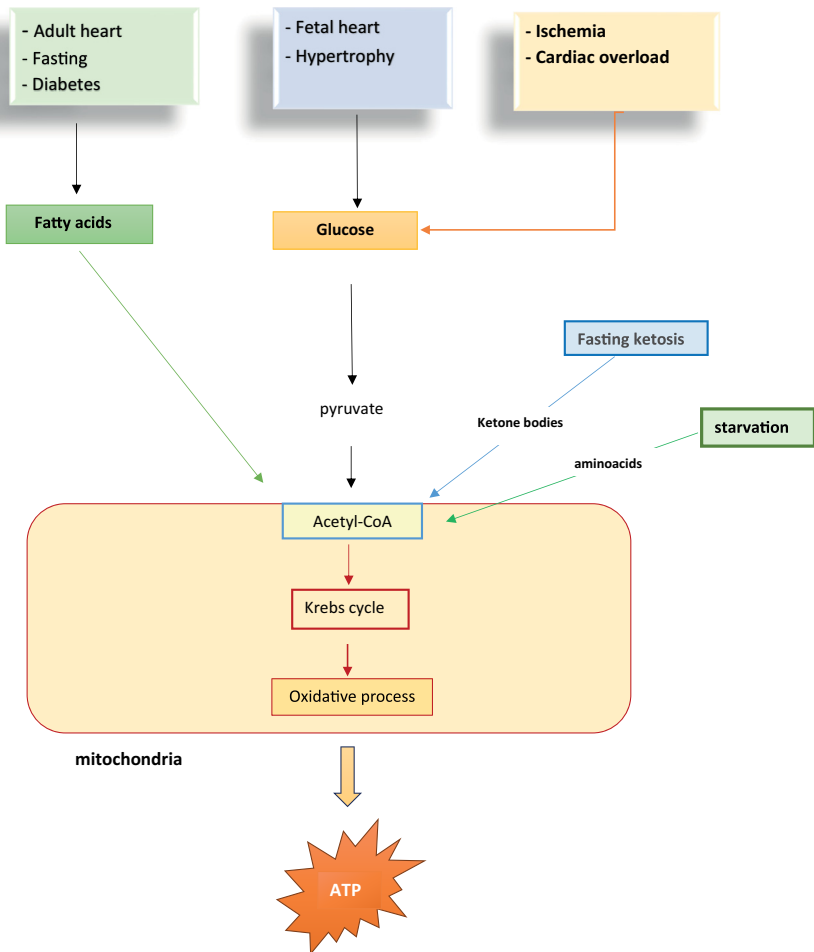 - Adult heart
- Fasting
- Diabetes
- Fetal heart
- Hypertrophy
- Ischemia
- Cardiac overload
Fatty acids
Glucose
Fasting ketosis
pyruvate
Ketone bodies
starvation
aminoacids
Acetyl-CoA
Krebs cycle
Oxidative process
mitochondria
ATP